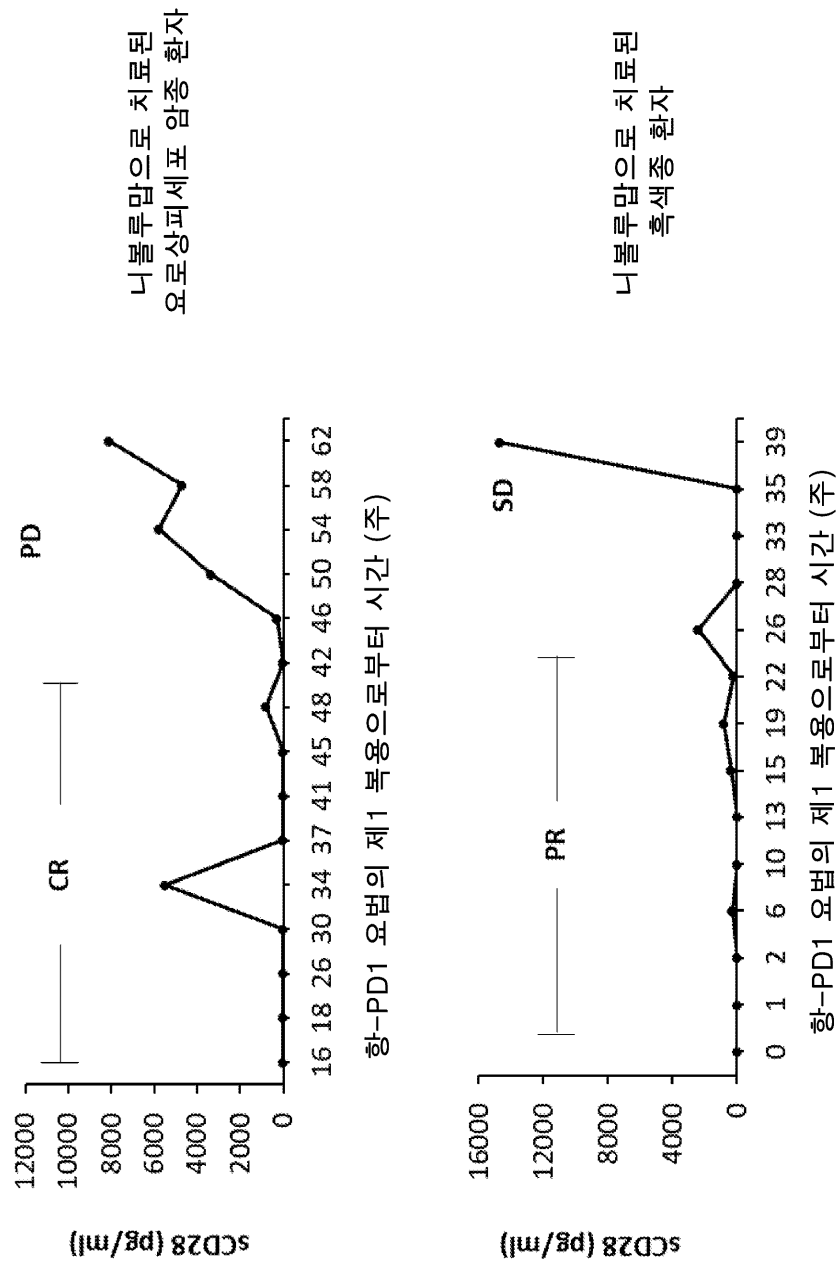 니볼루맙으로 치료된
요로상피세포 암종 환자
sCD28 (pg/ml)
12000
10000
8000
6000
4000
2000
0
CR
PD
16 18 26 30 34 37 41 45 48 42 46 50 54 58 62
항-PD1 요법의 제1 복용으로부터 시간 (주)
니볼루맙으로 치료된
흑색종 환자
sCD28 (pg/ml)
16000
12000
8000
4000
0
PR
SD
0 1 2 6 10 13 15 19 22 26 28 33 35 39
항-PD1 요법의 제1 복용으로부터 시간 (주)